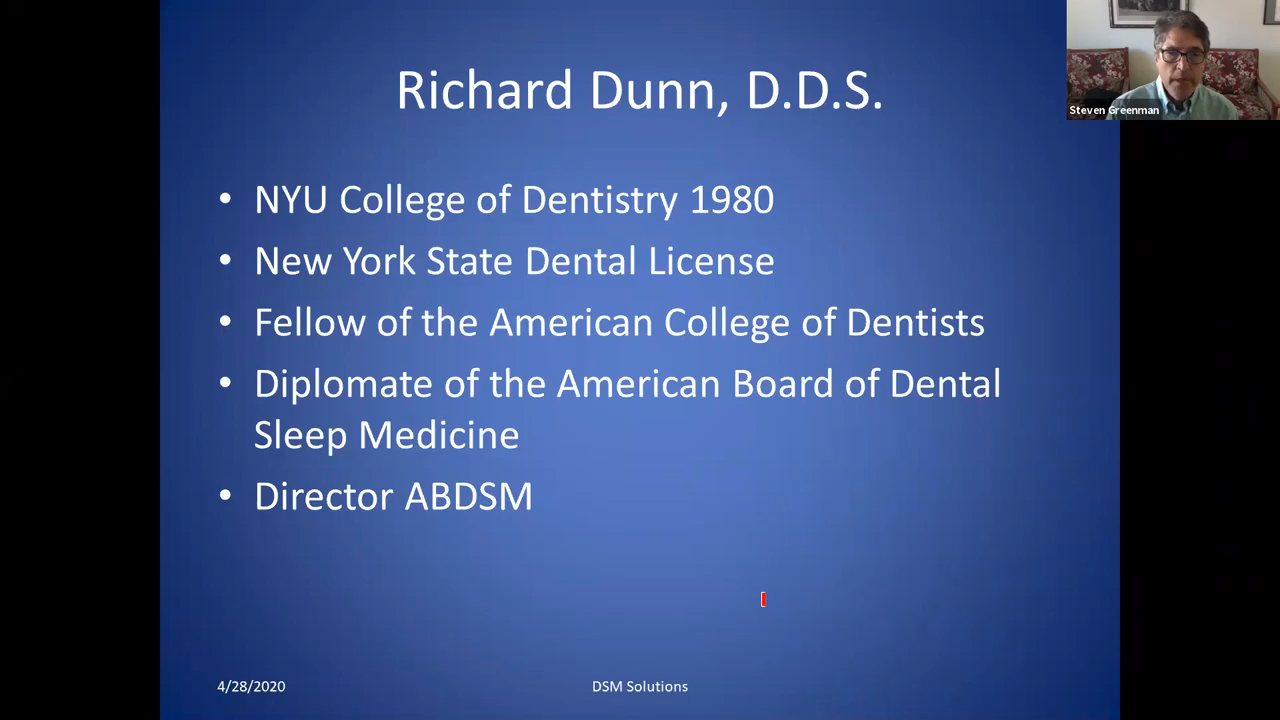 Richard Dunn, D.D.S.
Steven Greenman
• NYU College of Dentistry 1980
• New York State Dental License
• Fellow of the American College of Dentists
• Diplomate of the American Board of Dental
Sleep Medicine
• Director ABDSM
4/28/2020
DSM Solutions